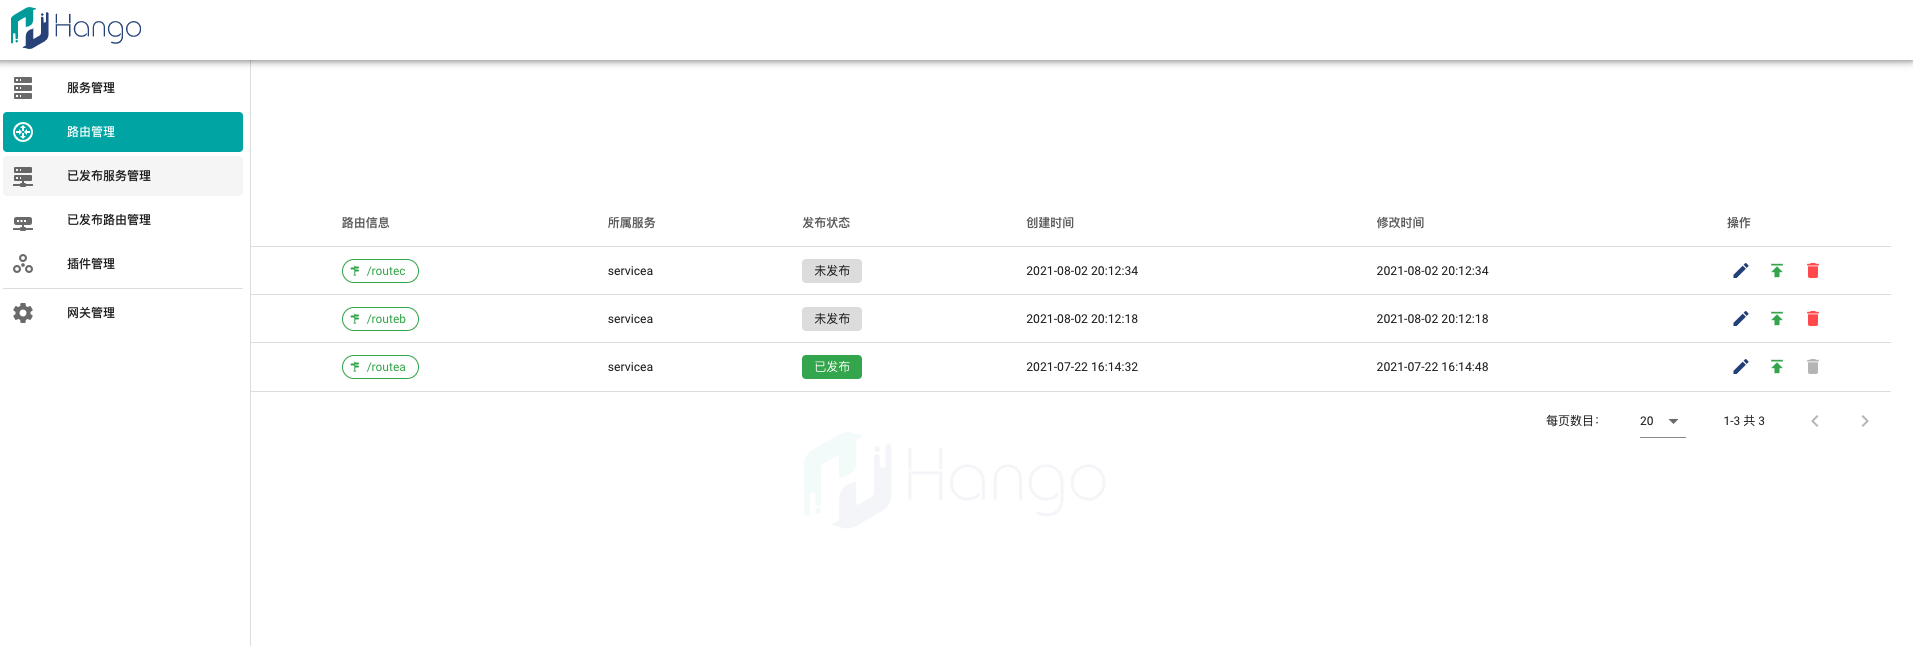 Hango
服务管理
路由管理
已发布服务管理
已发布路由管理
插件管理
网关管理
路由信息 所属服务 发布状态 创建时间 修改时间 操作
/routec servicea 未发布 2021-08-02 20:12:34 2021-08-02 20:12:34
/routeb servicea 未发布 2021-08-02 20:12:18 2021-08-02 20:12:18
/routea servicea 已发布 2021-07-22 16:14:32 2021-07-22 16:14:48
每页数目： 20 1-3 共 3
Hango